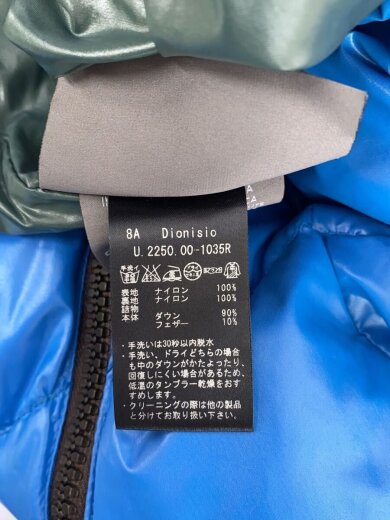 8A Dionisio
U.2250.00-1035R
手洗イ
表地 ナイロン 100%
裏地 ナイロン 100%
詰物
本体 ダウン 90%
フェザー 10%
・手洗いは30秒以内脱水
・手洗い、ドライどちらの場合
も中のダウンがかたよったり、
回復しにくい場合があるため、
低温のタンブラー乾燥をおす
すめします。
・クリーニングの際は他の製品
と分けてお取り扱い下さい。